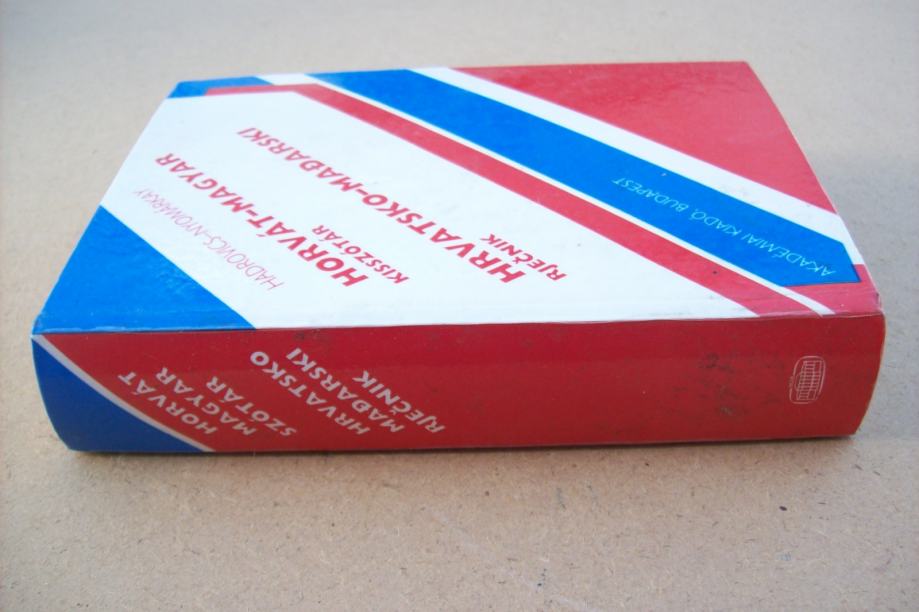 HADROVICS–NYOMÁRKAY
HORVÁT–MAGYAR
KISSZÓTÁR
HRVATSKO–MAĐARSKI
RJEČNIK
AKADÉMIAI KIADÓ, BUDAPEST
HORVÁT
MAGYAR
SZÓTÁR
HRVATSKO
MAĐARSKI
RJEČNIK